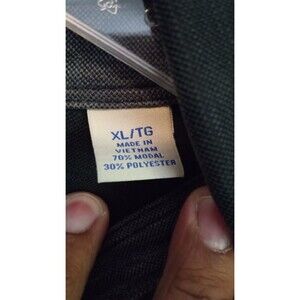 XL/TG
MADE IN
VIETNAM
70% MODAL
30% POLYESTER